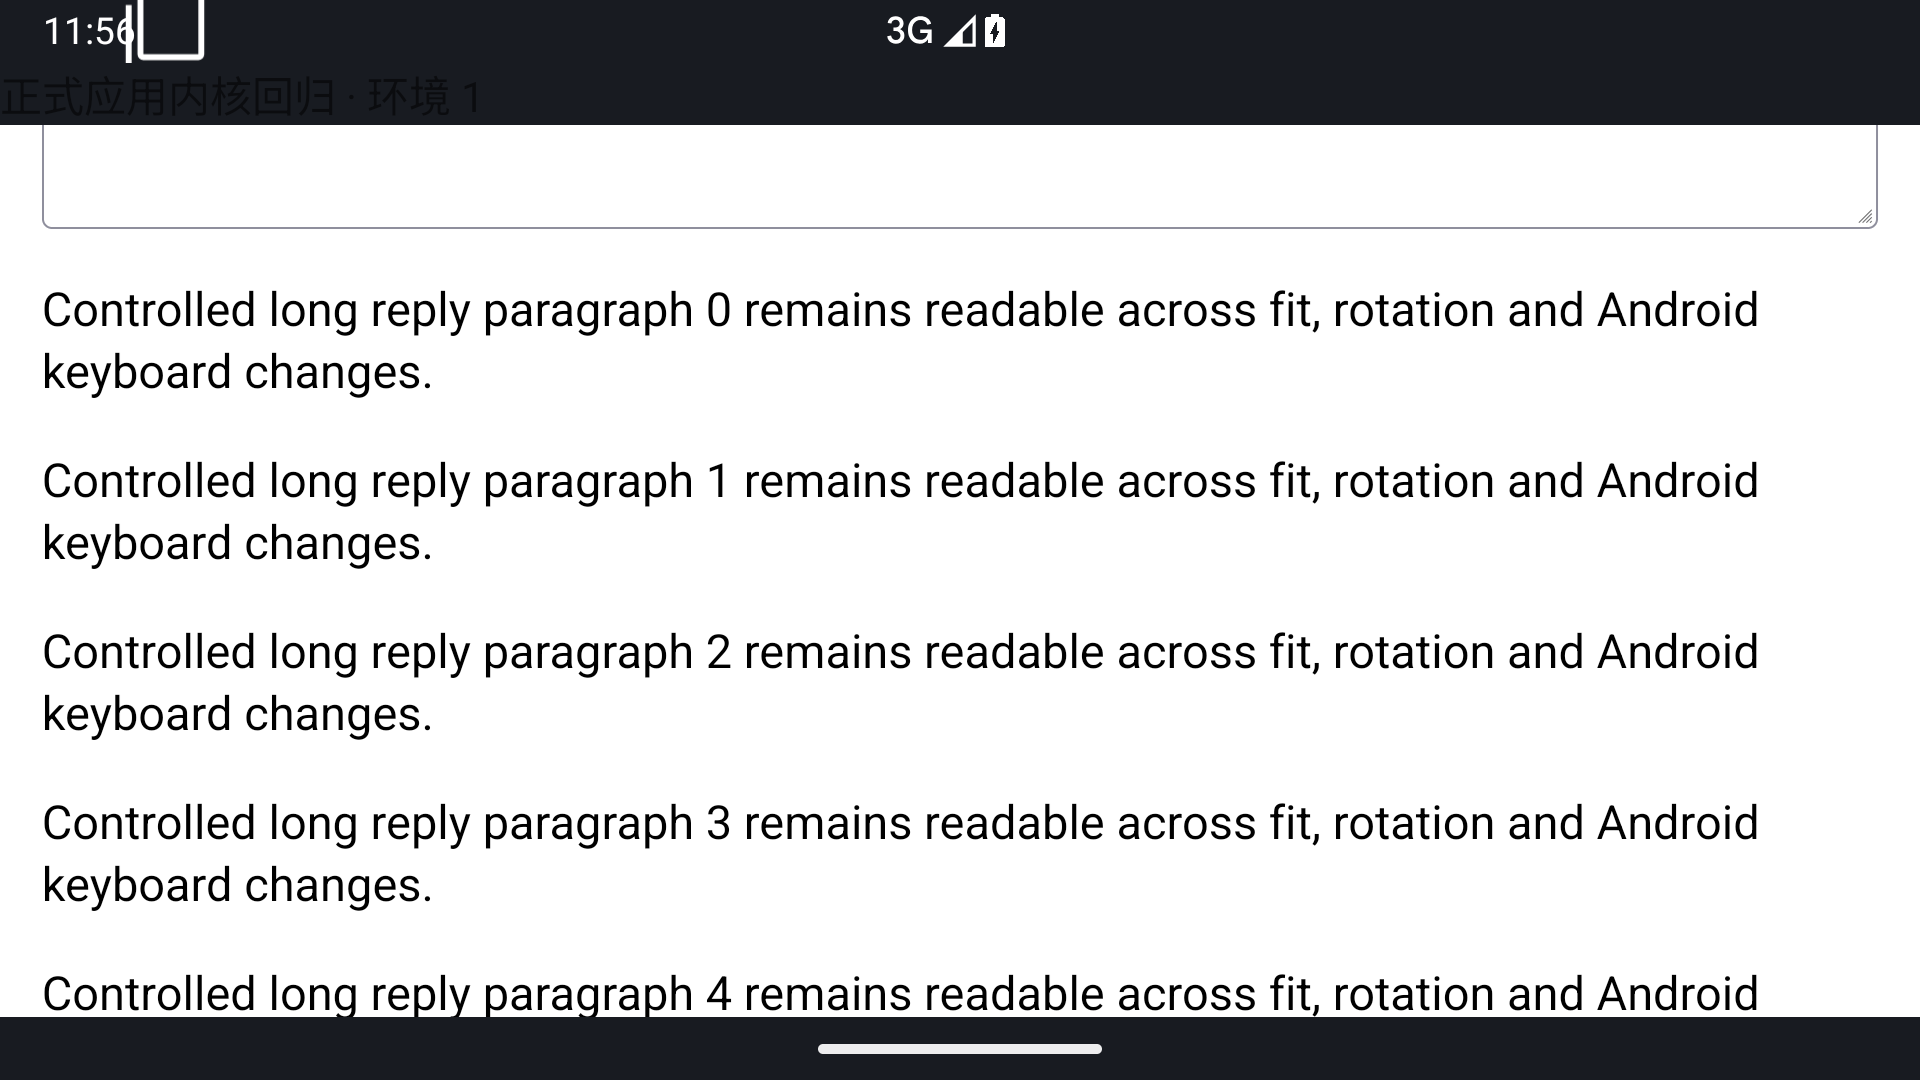 11:56
3G
正式应用内核回归 · 环境 1
Controlled long reply paragraph 0 remains readable across fit, rotation and Android
keyboard changes.
Controlled long reply paragraph 1 remains readable across fit, rotation and Android
keyboard changes.
Controlled long reply paragraph 2 remains readable across fit, rotation and Android
keyboard changes.
Controlled long reply paragraph 3 remains readable across fit, rotation and Android
keyboard changes.
Controlled long reply paragraph 4 remains readable across fit, rotation and Android